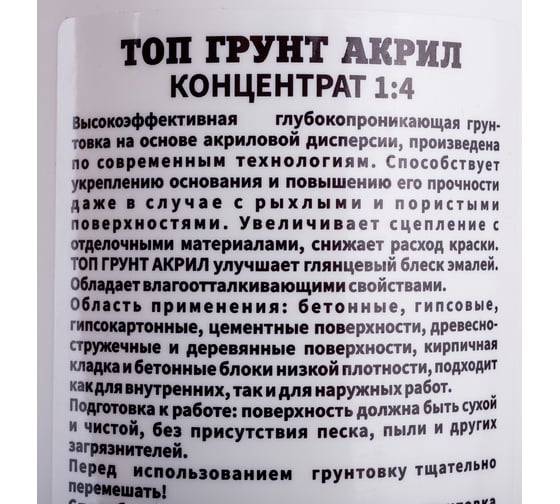 ТОП ГРУНТ АКРИЛ
КОНЦЕНТРАТ 1:4
Высокоэффективная глубокопроникающая грун-
товка на основе акриловой дисперсии, произведена
по современным технологиям. Способствует
укреплению основания и повышению его прочности
даже в случае с рыхлыми и пористыми
поверхностями. Увеличивает сцепление с
отделочными материалами, снижает расход краски.
ТОП ГРУНТ АКРИЛ улучшает глянцевый блеск эмалей.
Обладает влагоотталкивающими свойствами.
Область применения: бетонные, гипсовые,
гипсокартонные, цементные поверхности, древесно-
стружечные и деревянные поверхности, кирпичная
кладка и бетонные блоки низкой плотности, подходит
как для внутренних, так и для наружных работ.
Подготовка к работе: поверхность должна быть сухой
и чистой, без присутствия песка, пыли и других
загрязнителей.
Перед использованием грунтовку тщательно
перемешать!